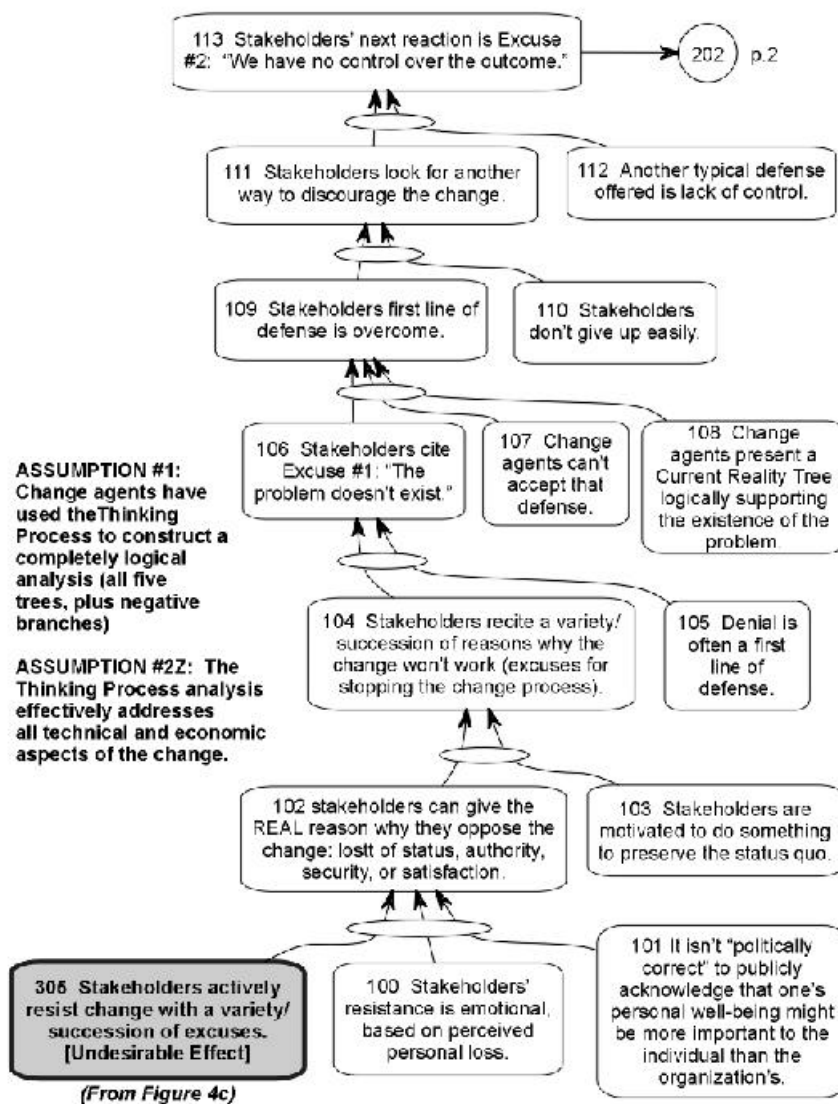 113 Stakeholders' next reaction is Excuse
#2: "We have no control over the outcome."
202
p.2
111 Stakeholders look for another
way to discourage the change.
112 Another typical defense
offered is lack of control.
109 Stakeholders first line of
defense is overcome.
110 Stakeholders
don't give up easily.
106 Stakeholders cite
Excuse #1: "The
problem doesn't exist."
107 Change
agents can't
accept that
defense.
108 Change
agents present a
Current Reality Tree
logically supporting
the existence of the
problem.
ASSUMPTION #1:
Change agents have
used theThinking
Process to construct a
completely logical
analysis (all five
trees, plus negative
branches)
ASSUMPTION #2Z: The
Thinking Process analysis
effectively addresses
all technical and economic
aspects of the change.
104 Stakeholders recite a variety/
succession of reasons why the
change won't work (excuses for
stopping the change process).
105 Denial is
often a first
line of
defense.
102 stakeholders can give the
REAL reason why they oppose the
change: lostt of status, authority,
security, or satisfaction.
103 Stakeholders are
motivated to do something
to preserve the status quo.
305 Stakeholders actively
resist change with a variety/
succession of excuses.
[Undesirable Effect]
100 Stakeholders'
resistance is emotional,
based on perceived
personal loss.
101 It isn't "politically
correct" to publicly
acknowledge that one's
personal well-being might
be more important to the
individual than the
organization's.
(From Figure 4c)